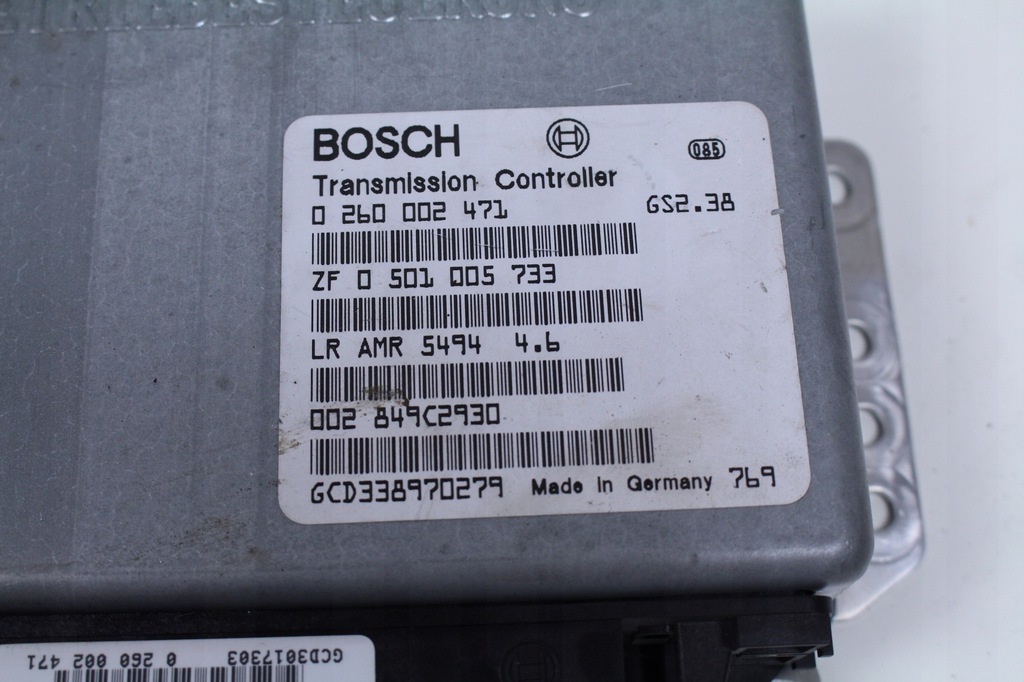 BOSCH
085
Transmission Controller
0 260 002 471 GS2.38
ZF 0 501 005 733
LR AMR 5494 4.6
002 849C2930
GCD338970279 Made in Germany 769
GCD3017303 0 260 002 471